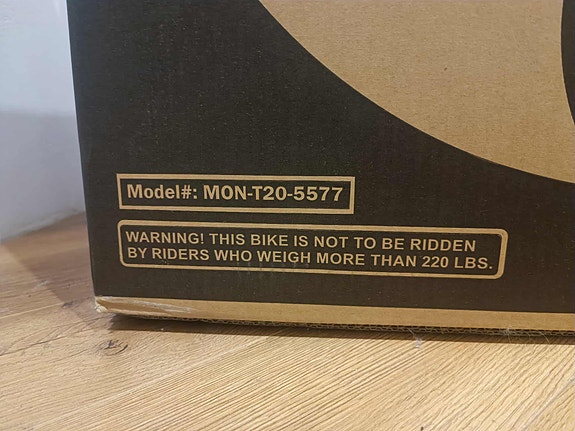 Model#: MON-T20-5577
WARNING! THIS BIKE IS NOT TO BE RIDDEN
BY RIDERS WHO WEIGH MORE THAN 220 LBS.